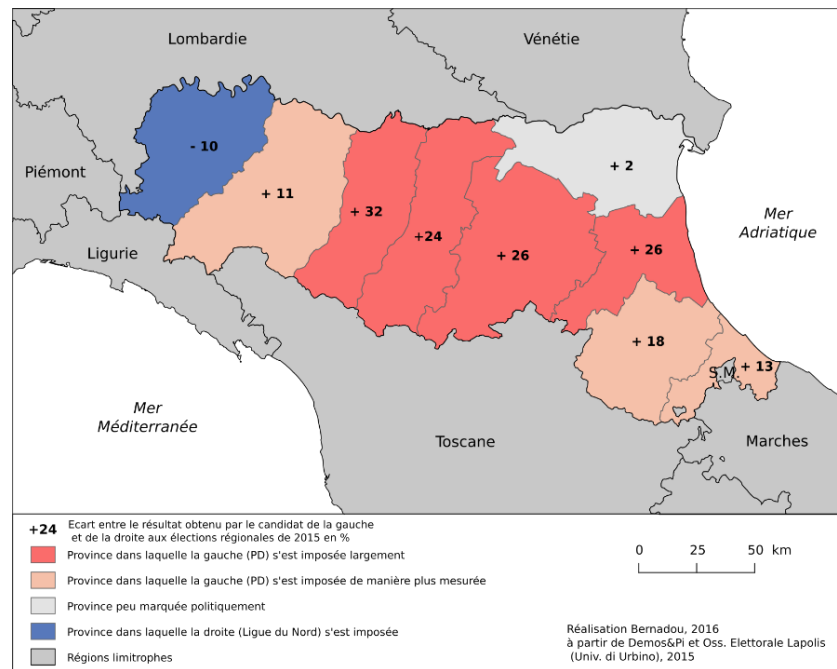 Lombardie
Vénétie
Piémont
- 10
+ 11
+ 32
+24
+ 26
+ 2
+ 26
+ 18
+ 13
S.M.
Ligurie
Mer
Adriatique
Mer
Méditerranée
Toscane
Marches
+24 Ecart entre le résultat obtenu par le candidat de la gauche
et de la droite aux élections régionales de 2015 en %
Province dans laquelle la gauche (PD) s'est imposée largement
Province dans laquelle la gauche (PD) s'est imposée de manière plus mesurée
Province peu marquée politiquement
Province dans laquelle la droite (Ligue du Nord) s'est imposée
Régions limitrophes
0 25 50 km
Réalisation Bernadou, 2016
à partir de Demos&Pi et Oss. Elettorale Lapolis
(Univ. di Urbino), 2015